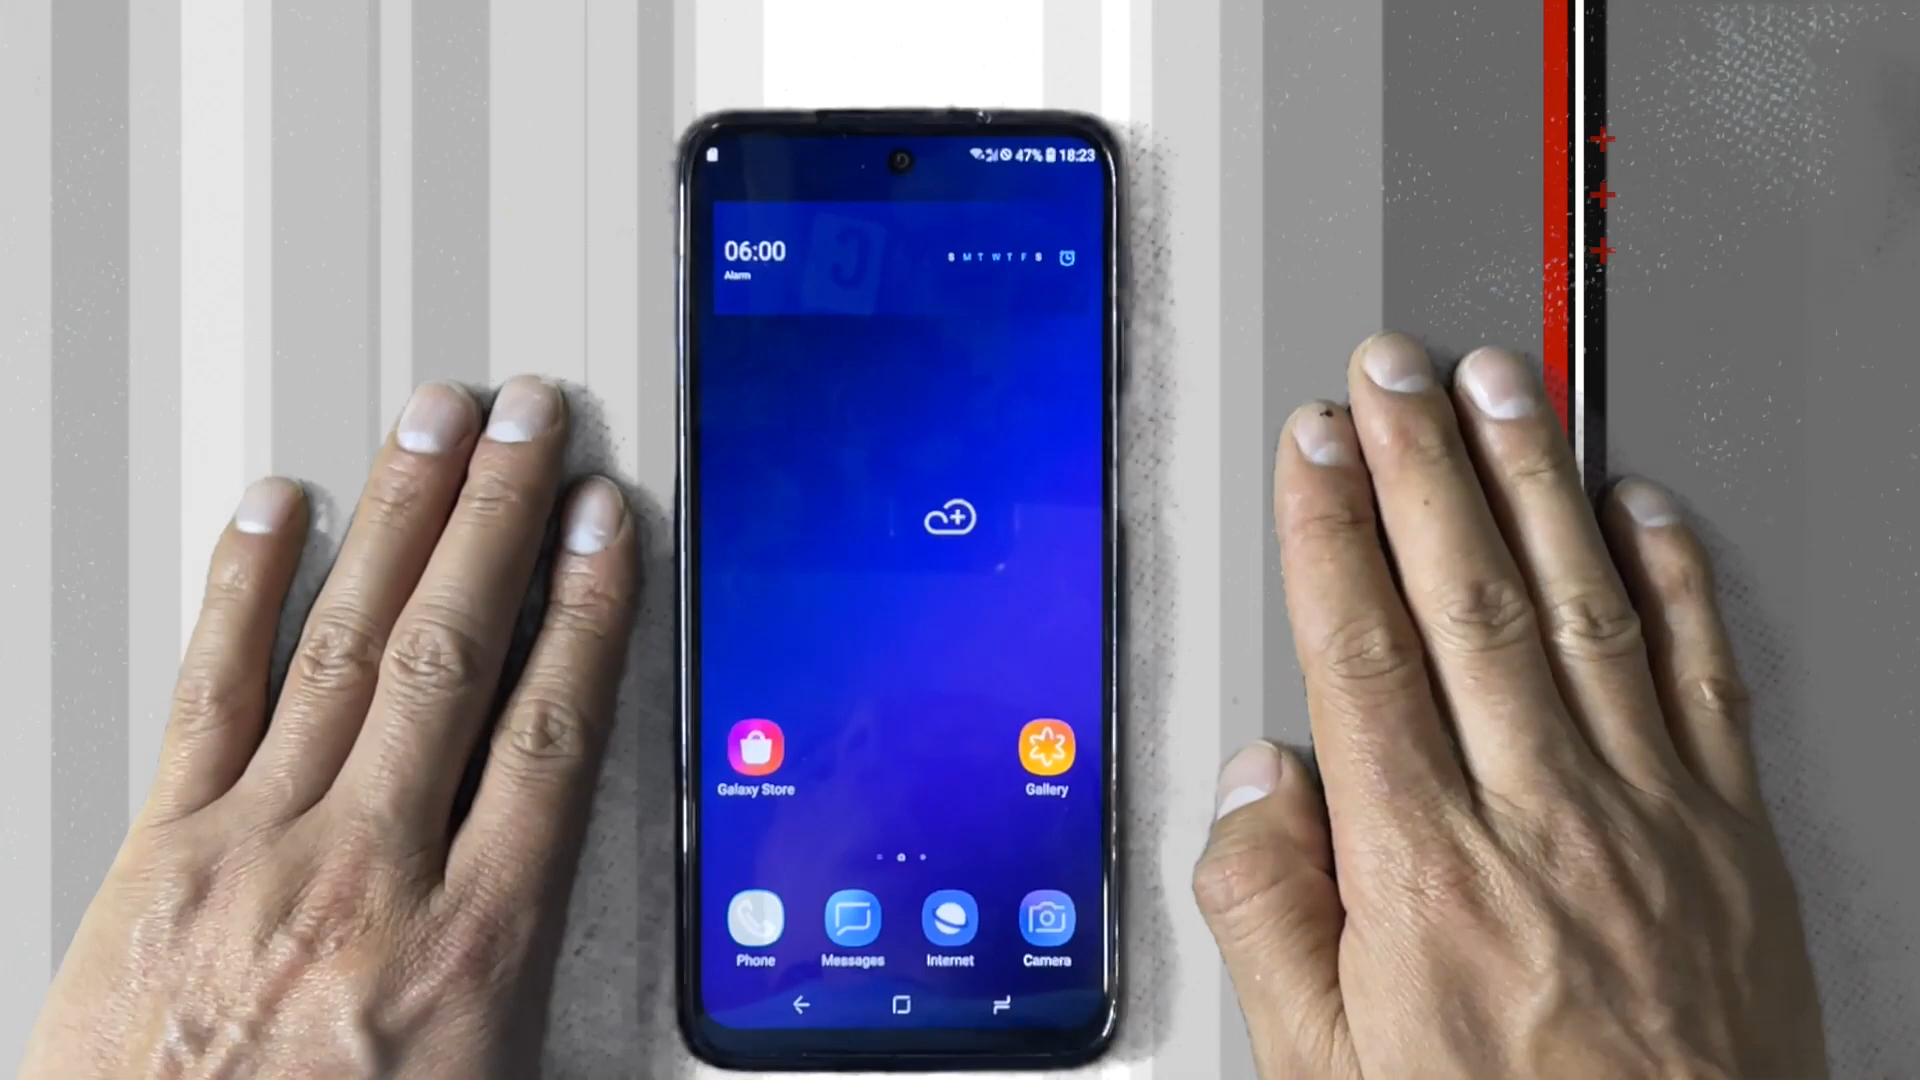 47% 18:23
06:00
Alarm
S M T W T F S
Galaxy Store
Gallery
Phone
Messages
Internet
Camera